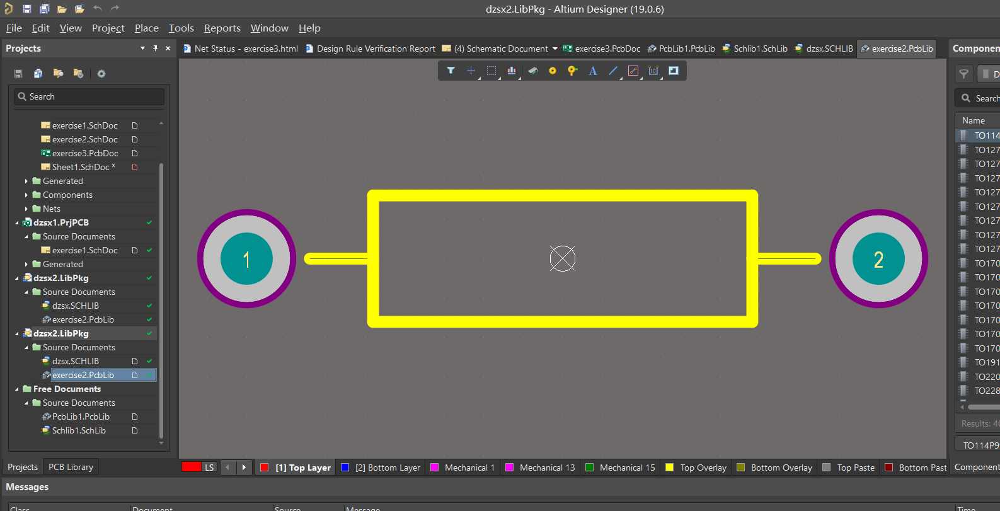 dzsx2.LibPkg - Altium Designer (19.0.6)
File Edit View Project Place Tools Reports Window Help
Projects
Net Status - exercise3.html Design Rule Verification Report (4) Schematic Document exercise3.PcbDoc PcbLib1.PcbLib Schlib1.SchLib dzsx.SCHLIB exercise2.PcbLib
Search
exercise1.SchDoc
exercise2.SchDoc
exercise3.PcbDoc
Sheet1.SchDoc *
Generated
Components
Nets
dzsx1.PrjPCB
Source Documents
exercise1.SchDoc
Generated
dzsx2.LibPkg
Source Documents
dzsx.SCHLIB
exercise2.PcbLib
dzsx2.LibPkg
Source Documents
dzsx.SCHLIB
exercise2.PcbLib
Free Documents
Source Documents
PcbLib1.PcbLib
Schlib1.SchLib
Projects PCB Library
A 10
1 2
LS [1] Top Layer [2] Bottom Layer Mechanical 1 Mechanical 13 Mechanical 15 Top Overlay Bottom Overlay Top Paste Bottom Past
Componen
D
Search
Name
TO114
TO127
TO127
TO127
TO127
TO127
TO127
TO127
TO127
TO170
TO170
TO170
TO170
TO170
TO170
TO170
TO191
TO220
TO228
Results: 40
TO114P9
Component
Messages
Class Document Source Message Time